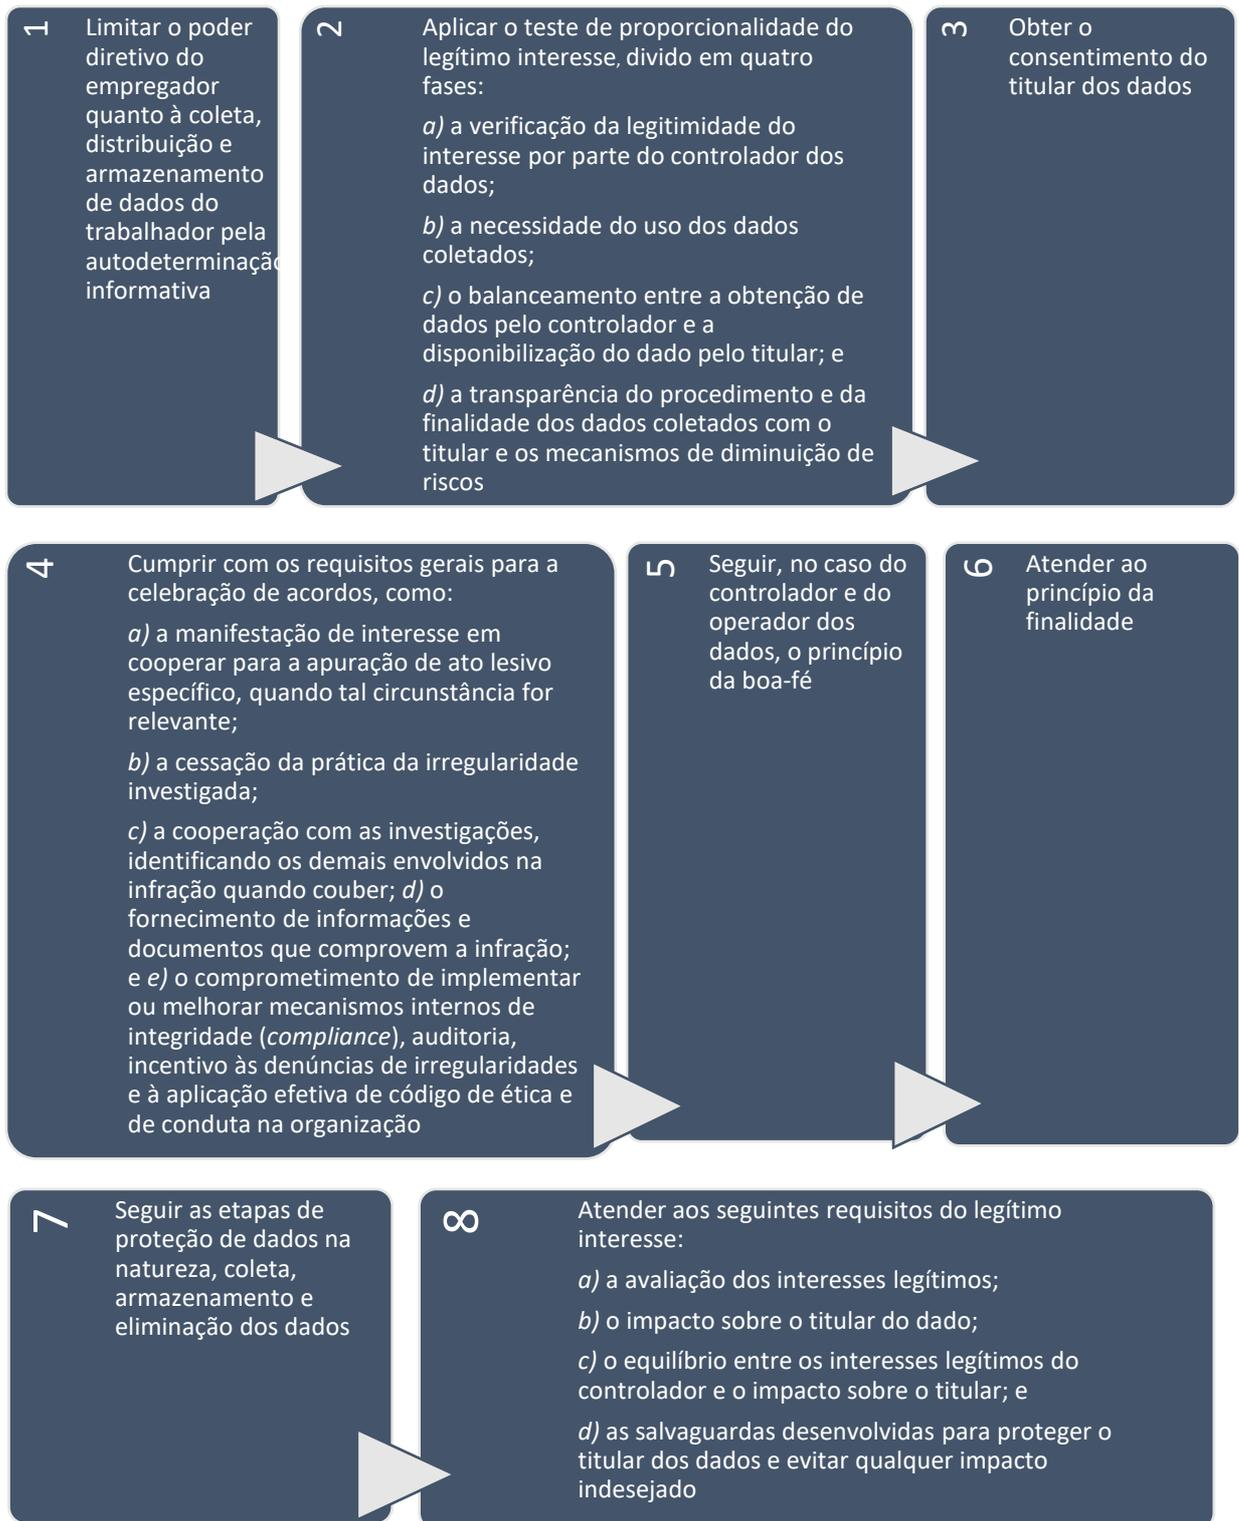 1
Limitar o poder
diretivo do
empregador
quanto à coleta,
distribuição e
armazenamento
de dados do
trabalhador pela
autodeterminação
informativa
2
Aplicar o teste de proporcionalidade do
legítimo interesse, divido em quatro
fases:
a) a verificação da legitimidade do
interesse por parte do controlador dos
dados;
b) a necessidade do uso dos dados
coletados;
c) o balanceamento entre a obtenção de
dados pelo controlador e a
disponibilização do dado pelo titular; e
d) a transparência do procedimento e da
finalidade dos dados coletados com o
titular e os mecanismos de diminuição de
riscos
3
Obter o
consentimento do
titular dos dados
4
Cumprir com os requisitos gerais para a
celebração de acordos, como:
a) a manifestação de interesse em
cooperar para a apuração de ato lesivo
específico, quando tal circunstância for
relevante;
b) a cessação da prática da irregularidade
investigada;
c) a cooperação com as investigações,
identificando os demais envolvidos na
infração quando couber; d) o
fornecimento de informações e
documentos que comprovem a infração;
e e) o comprometimento de implementar
ou melhorar mecanismos internos de
integridade (compliance), auditoria,
incentivo às denúncias de irregularidades
e à aplicação efetiva de código de ética e
de conduta na organização
5
Seguir, no caso do
controlador e do
operador dos
dados, o princípio
da boa-fé
6
Atender ao
princípio da
finalidade
7
Seguir as etapas de
proteção de dados na
natureza, coleta,
armazenamento e
eliminação dos dados
8
Atender aos seguintes requisitos do legítimo
interesse:
a) a avaliação dos interesses legítimos;
b) o impacto sobre o titular do dado;
c) o equilíbrio entre os interesses legítimos do
controlador e o impacto sobre o titular; e
d) as salvaguardas desenvolvidas para proteger o
titular dos dados e evitar qualquer impacto
indesejado